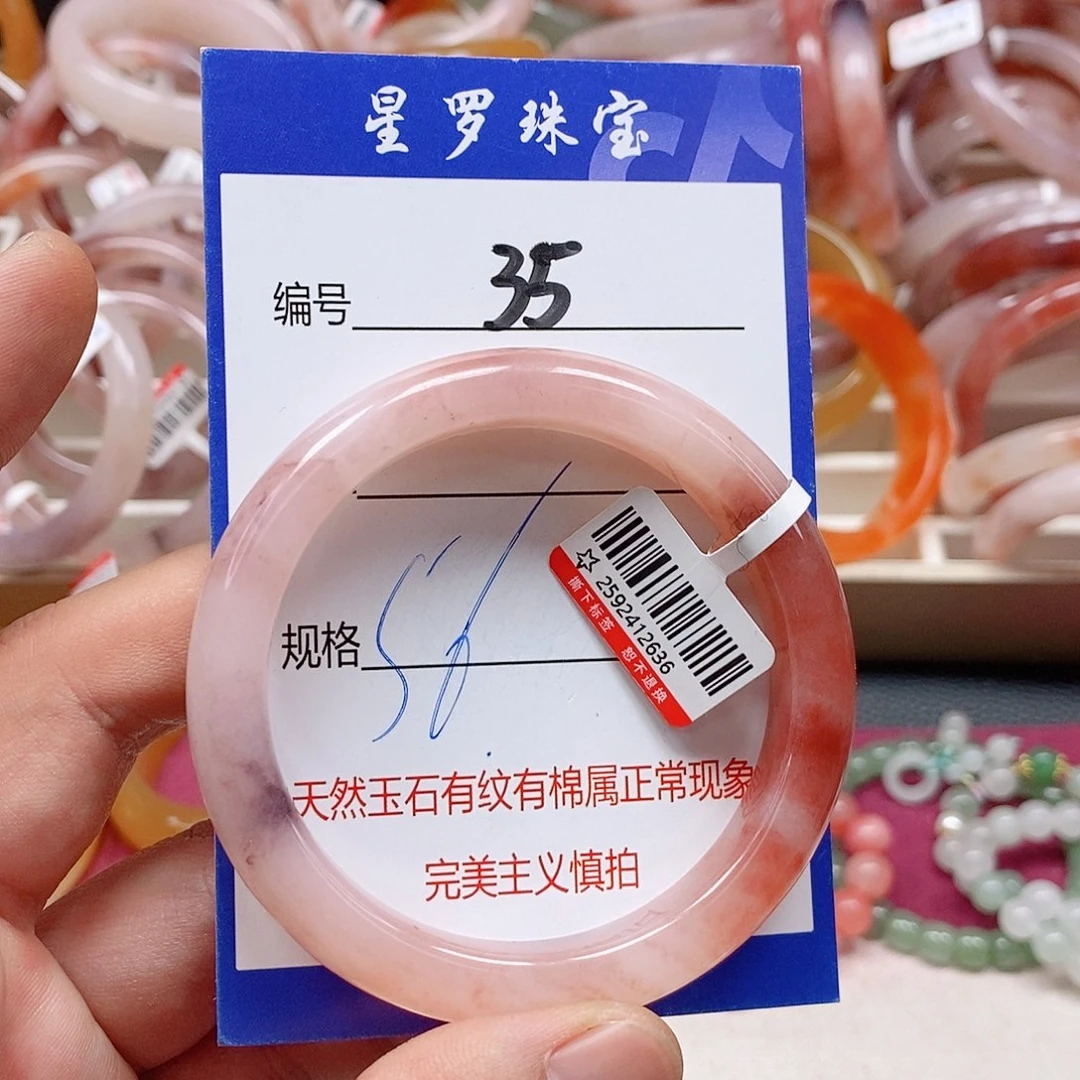 星罗珠宝
编号 35
规格 56
☆ 2592412636
撕下标签 恕不退换
天然玉石有纹有棉属正常现象
完美主义慎拍